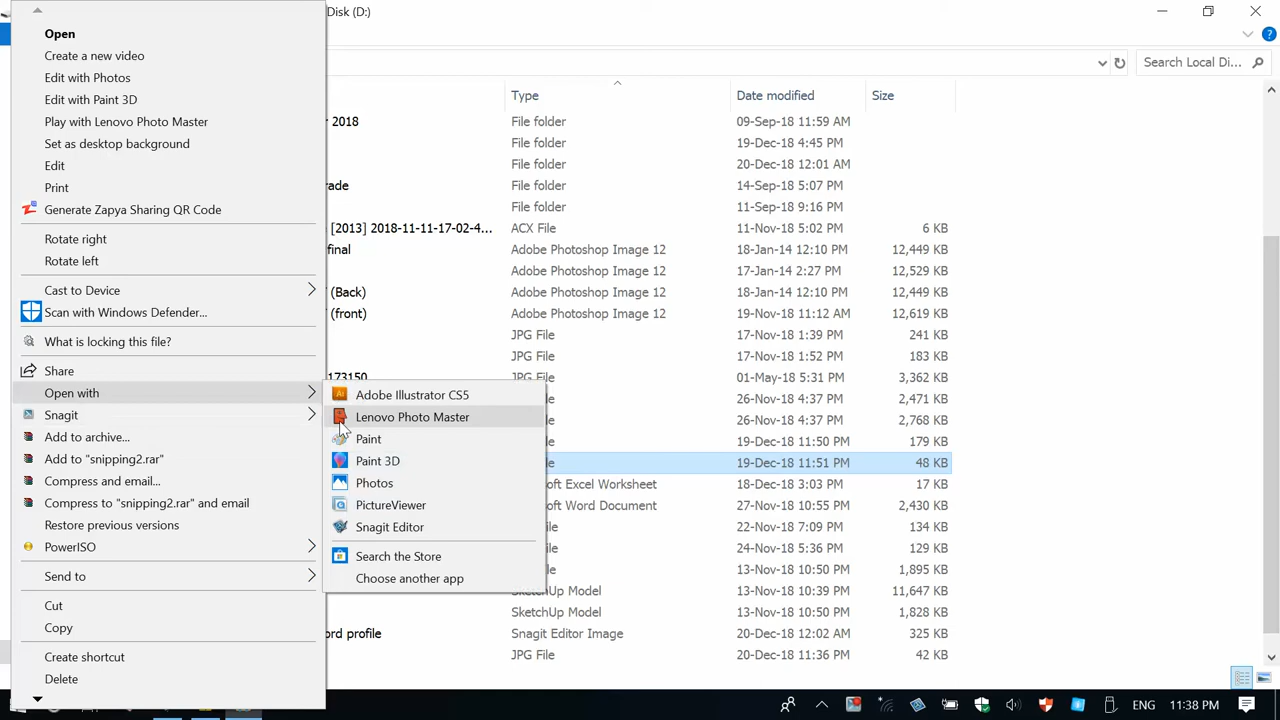 Disk (D:)
Open
Create a new video
Edit with Photos
Edit with Paint 3D
Play with Lenovo Photo Master
Set as desktop background
Edit
Print
Generate Zapya Sharing QR Code
Rotate right
Rotate left
Cast to Device
Scan with Windows Defender...
What is locking this file?
Share
Open with
Snagit
Add to archive...
Add to "snipping2.rar"
Compress and email...
Compress to "snipping2.rar" and email
Restore previous versions
PowerISO
Send to
Cut
Copy
Create shortcut
Delete
Adobe Illustrator CS5
Lenovo Photo Master
Paint
Paint 3D
Photos
PictureViewer
Snagit Editor
Search the Store
Choose another app
Search Local Di...
Type Date modified Size
2018 File folder 09-Sep-18 11:59 AM
File folder 19-Dec-18 4:45 PM
File folder 20-Dec-18 12:01 AM
rade File folder 14-Sep-18 5:07 PM
File folder 11-Sep-18 9:16 PM
[2013] 2018-11-11-17-02-4... ACX File 11-Nov-18 5:02 PM 6 KB
final Adobe Photoshop Image 12 18-Jan-14 12:10 PM 12,449 KB
Adobe Photoshop Image 12 17-Jan-14 2:27 PM 12,529 KB
(Back) Adobe Photoshop Image 12 18-Jan-14 12:10 PM 12,449 KB
(front) Adobe Photoshop Image 12 19-Nov-18 11:12 AM 12,619 KB
JPG File 17-Nov-18 1:39 PM 241 KB
JPG File 17-Nov-18 1:52 PM 183 KB
173150 JPG File 01-May-18 5:31 PM 3,362 KB
le 26-Nov-18 4:37 PM 2,471 KB
le 26-Nov-18 4:37 PM 2,421 KB
le 19-Dec-18 11:50 PM 179 KB
le 19-Dec-18 11:51 PM 48 KB
oft Excel Worksheet 18-Dec-18 3:03 PM 17 KB
oft Word Document 27-Nov-18 10:55 PM 2,430 KB
ile 22-Nov-18 7:09 PM 134 KB
ile 24-Nov-18 5:36 PM 129 KB
le 13-Nov-18 10:50 PM 1,895 KB
SketchUp Model 13-Nov-18 10:50 PM 11,647 KB
SketchUp Model 13-Nov-18 10:50 PM 1,828 KB
ord profile Snagit Editor Image 20-Dec-18 12:02 AM 325 KB
JPG File 20-Dec-18 11:36 PM 42 KB
ENG 11:38 PM